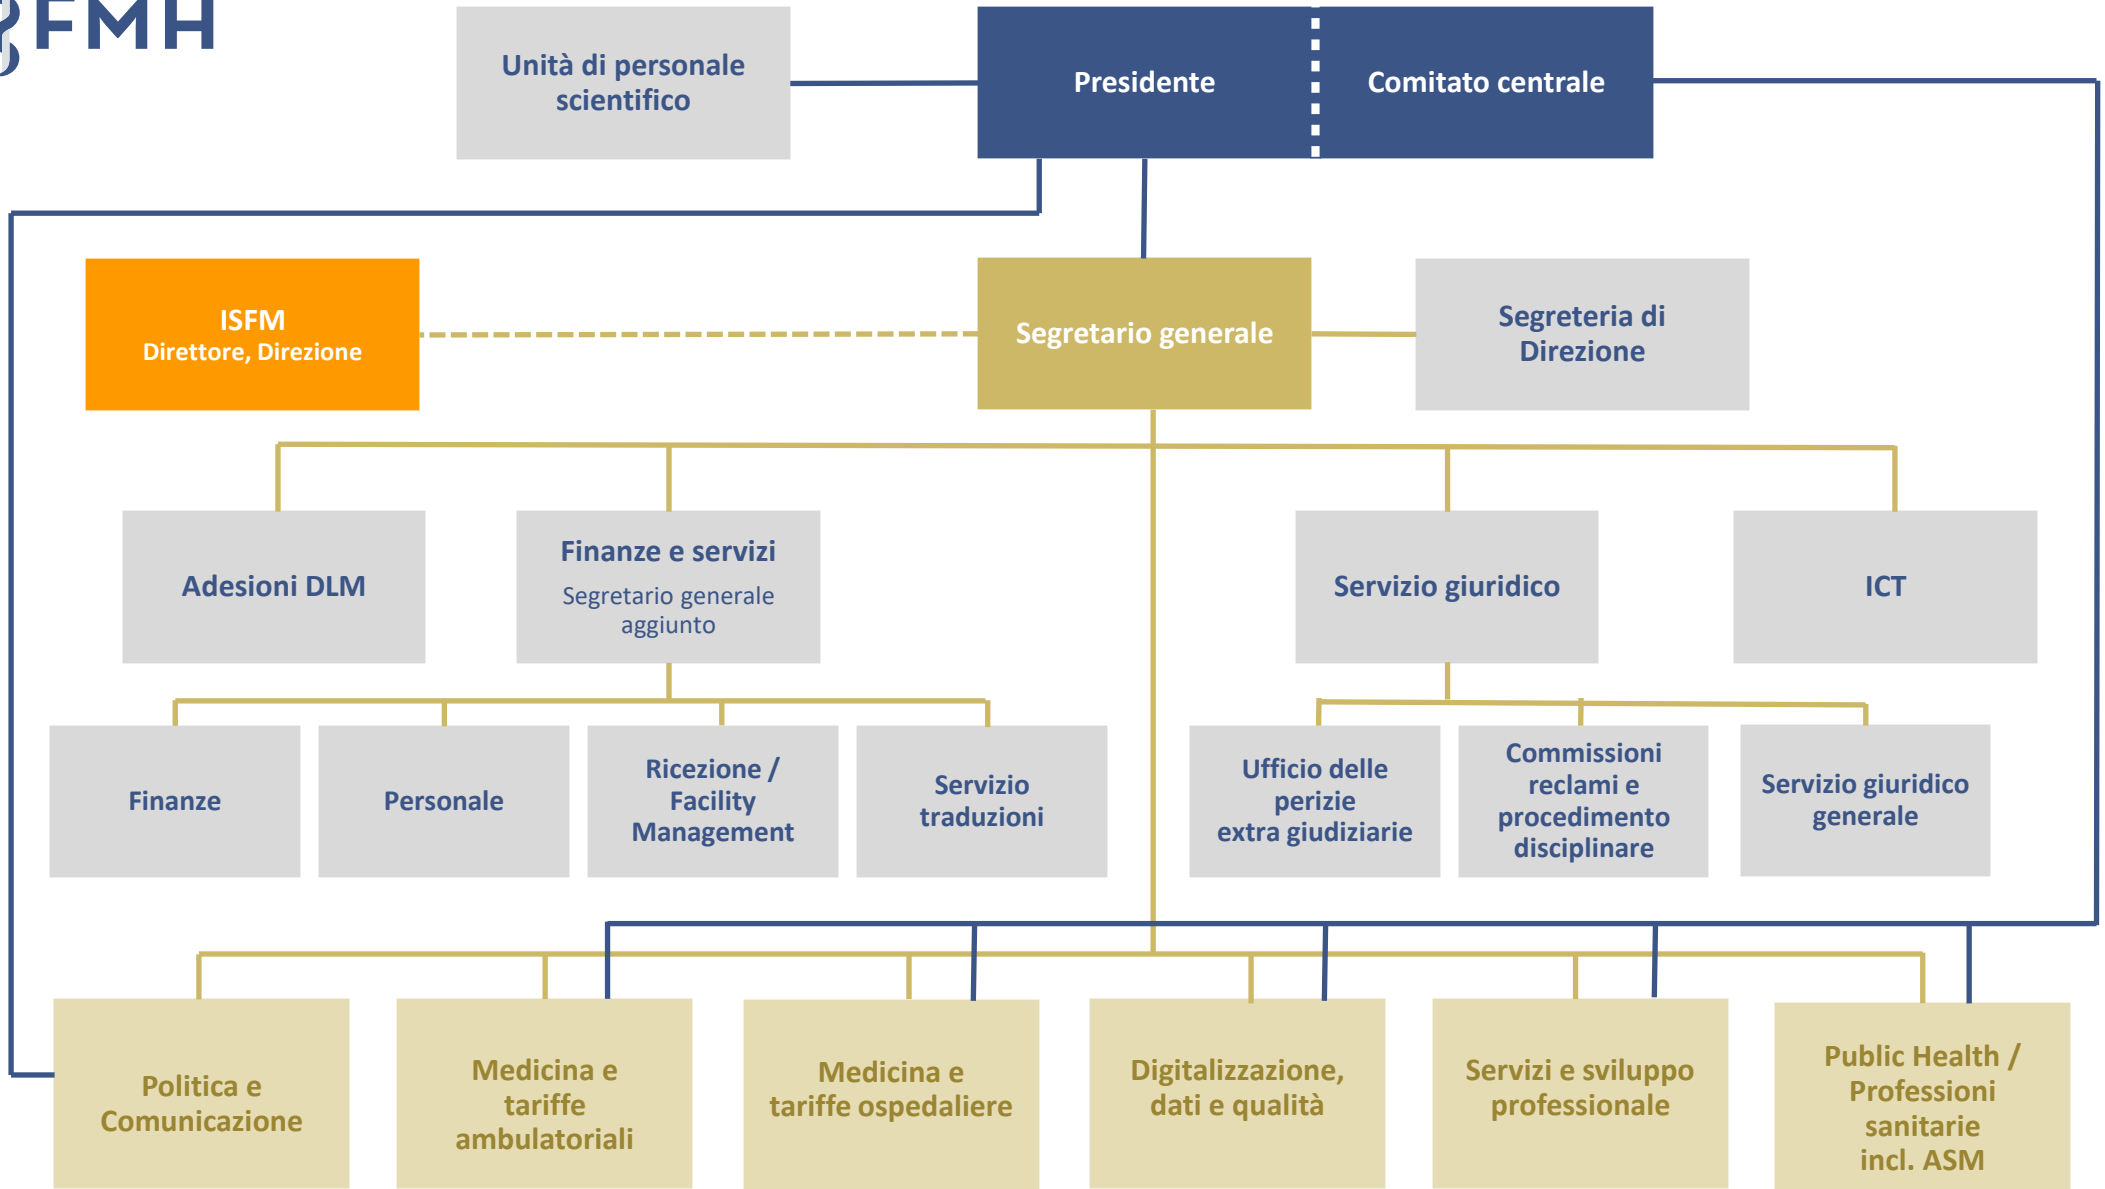 FMH
Unità di personale
scientifico
Presidente
Comitato centrale
ISFM
Direttore, Direzione
Segretario generale
Segreteria di
Direzione
Adesioni DLM
Finanze e servizi
Segretario generale
aggiunto
Servizio giuridico
ICT
Finanze
Personale
Ricezione /
Facility
Management
Servizio
traduzioni
Ufficio delle
perizie
extra giudiziarie
Commissioni
reclami e
procedimento
disciplinare
Servizio giuridico
generale
Politica e
Comunicazione
Medicina e
tariffe
ambulatoriali
Medicina e
tariffe ospedaliere
Digitalizzazione,
dati e qualità
Servizi e sviluppo
professionale
Public Health /
Professioni
sanitarie
incl. ASM